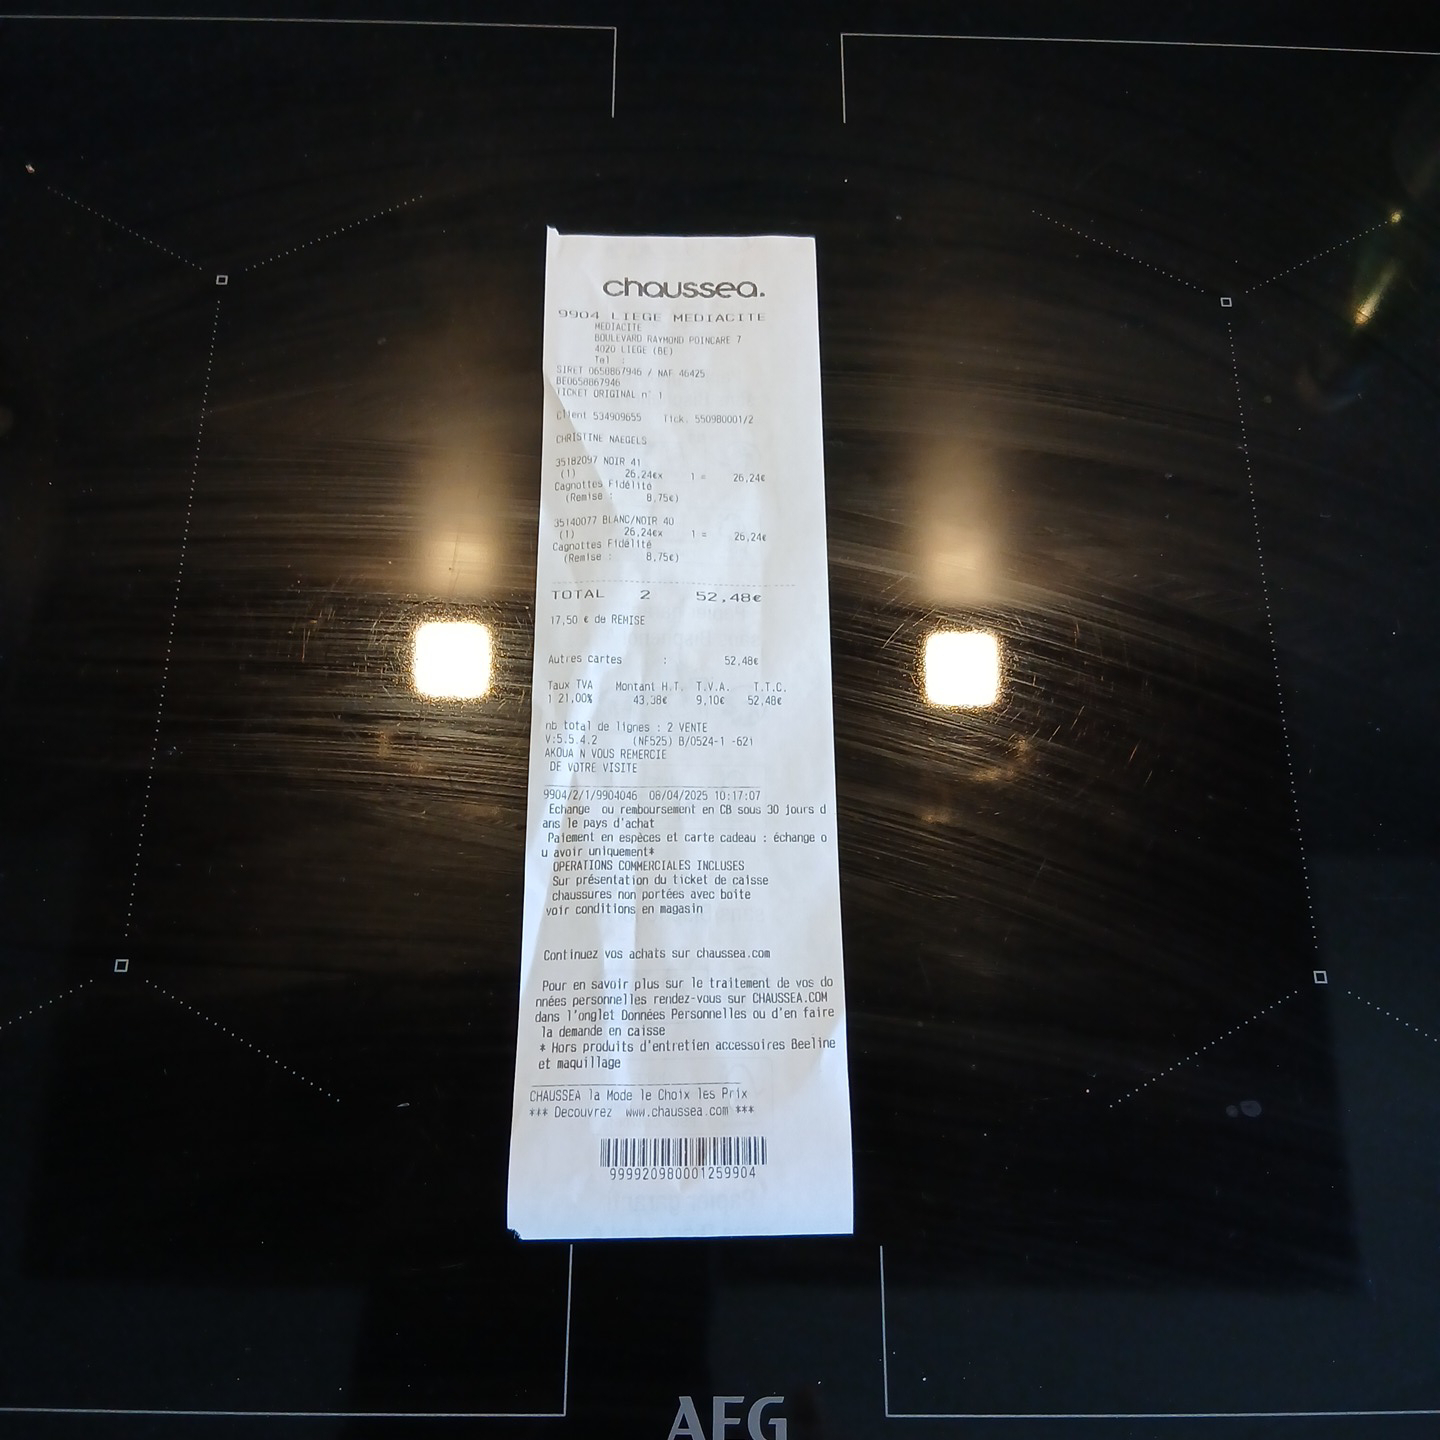 chaussea.
9904 LIEGE MEDIACITE
MEDIACITE
BOULEVARD RAYMOND POINCARE 7
4020 LIEGE (BE)
Tel :
SIRET 0658867946 / NAF 46425
BE0658867946
TICKET ORIGINAL n° 1
Client 534909655 Tick. 5509B0001/2
CHRISTINE NAEGELS
35182097 NOIR 41
(1) 26,24€x 1 = 26,24€
Cagnottes Fidélité
(Remise : 8,75€)
35140077 BLANC/NOIR 40
(1) 26,24€x 1 = 26,24€
Cagnottes Fidélité
(Remise : 8,75€)
TOTAL 2 52,48€
17,50 € de REMISE
Autres cartes : 52,48€
Taux TVA Montant H.T. T.V.A. T.T.C.
1 21,00% 43,38€ 9,10€ 52,48€
nb total de lignes : 2 VENTE
V:5.5.4.2 (NF525) B/0524-1 -621
AKOUA N VOUS REMERCIE
DE VOTRE VISITE
9904/2/1/9904046 06/04/2025 10:17:07
Echange ou remboursement en CB sous 30 jours d
ans le pays d'achat
Paiement en espèces et carte cadeau : échange o
u avoir uniquement*
OPERATIONS COMMERCIALES INCLUSES
Sur présentation du ticket de caisse
chaussures non portées avec boite
voir conditions en magasin
Continuez vos achats sur chaussea.com
Pour en savoir plus sur le traitement de vos do
nnées personnelles rendez-vous sur CHAUSSEA.COM
dans l'onglet Données Personnelles ou d'en faire
la demande en caisse
* Hors produits d'entretien accessoires Beeline
et maquillage
CHAUSSEA la Mode le Choix les Prix
*** Decouvrez www.chaussea.com ***
999920980001259904
AEG